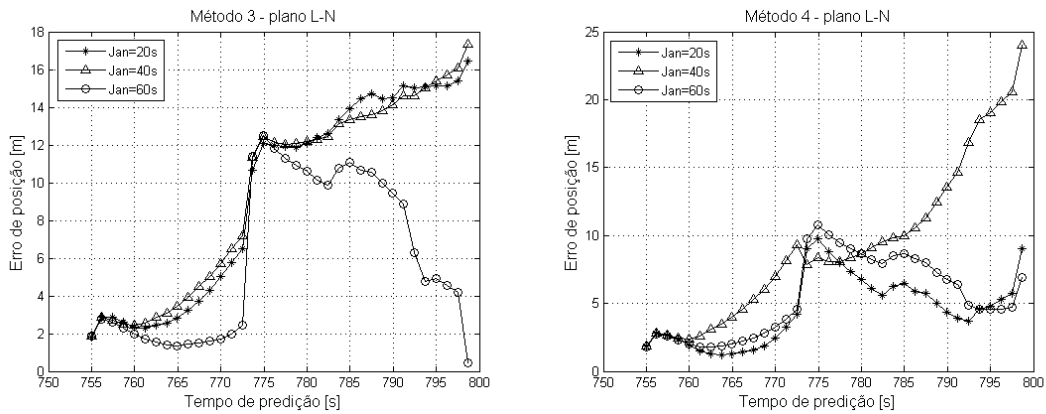 Método 3 - plano L-N
18
16
14
12
10
8
6
4
2
0
Erro de posição [m]
Jan=20s
Jan=40s
Jan=60s
750 755 760 765 770 775 780 785 790 795 800
Tempo de predição [s]
Método 4 - plano L-N
25
20
15
10
5
0
Erro de posição [m]
Jan=20s
Jan=40s
Jan=60s
750 755 760 765 770 775 780 785 790 795 800
Tempo de predição [s]